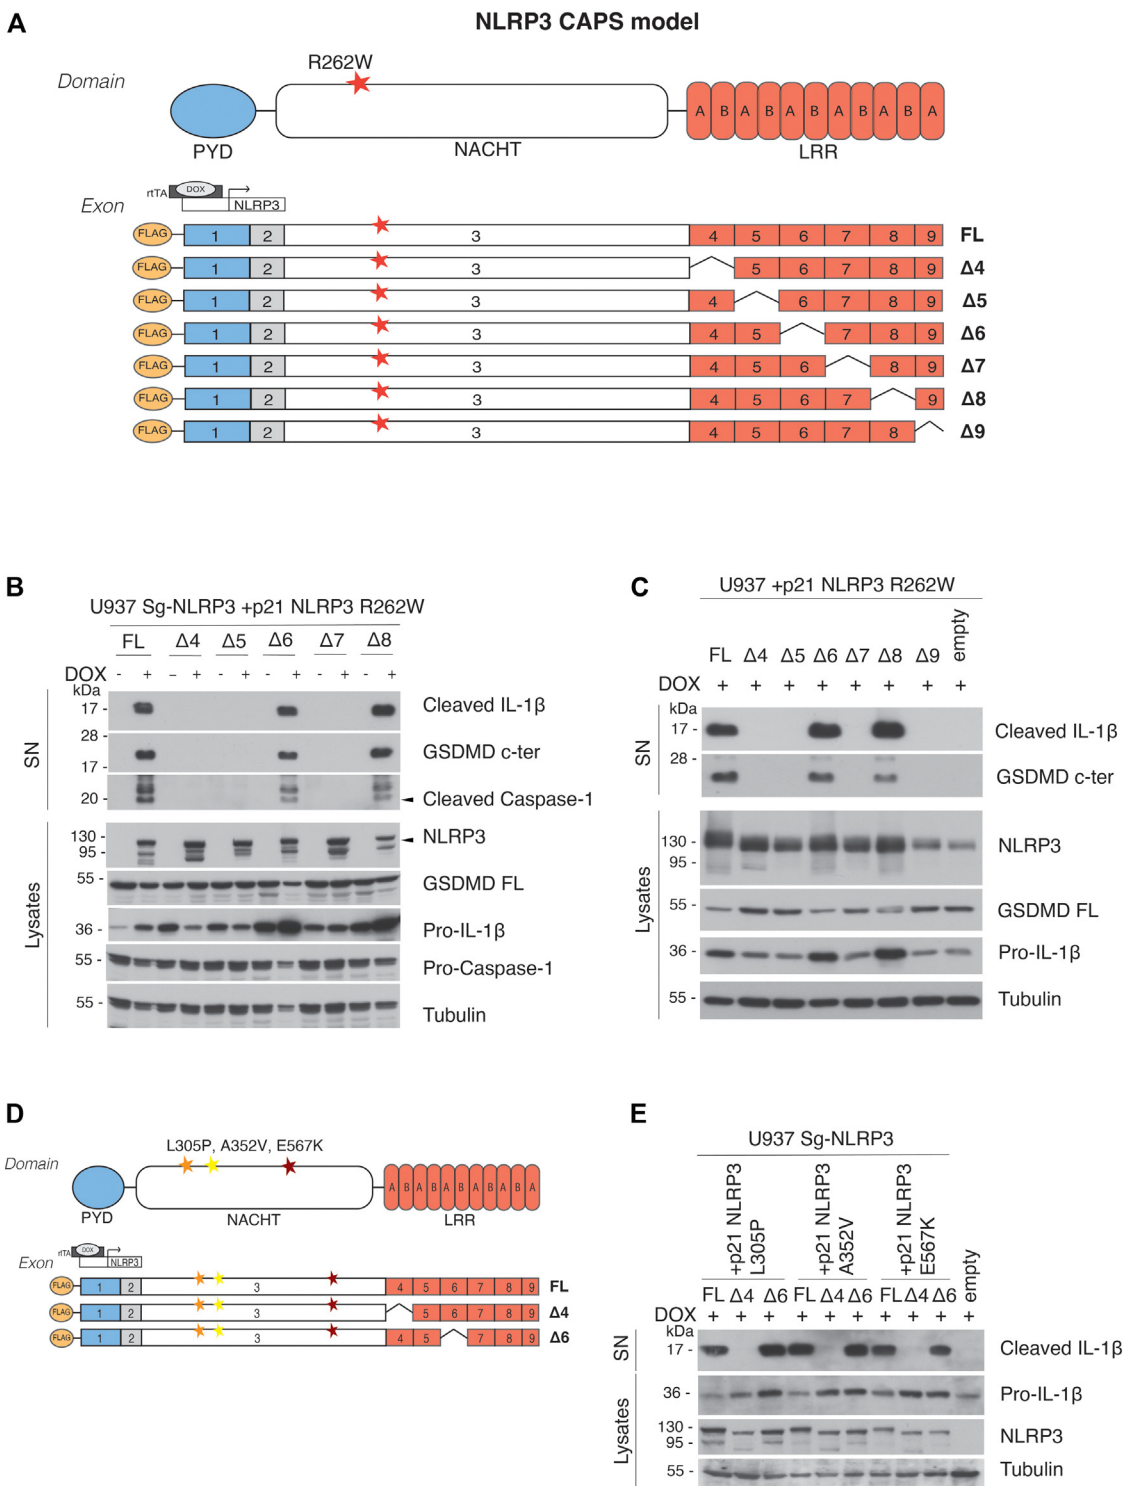 A
NLRP3 CAPS model
R262W
Domain
A B A B A B A B A B A
PYD
NACHT
LRR
rtTA DOX
NLRP3
Exon
FLAG 1 2 3 4 5 6 7 8 9 FL
FLAG 1 2 3 5 6 7 8 9 Δ4
FLAG 1 2 3 4 6 7 8 9 Δ5
FLAG 1 2 3 4 5 7 8 9 Δ6
FLAG 1 2 3 4 5 6 8 9 Δ7
FLAG 1 2 3 4 5 6 7 9 Δ8
FLAG 1 2 3 4 5 6 7 8 Δ9
B
U937 Sg-NLRP3 +p21 NLRP3 R262W
FL Δ4 Δ5 Δ6 Δ7 Δ8
DOX - + - + - + - + - + - +
kDa
17 - Cleaved IL-1β
28 -
GSDMD c-ter
17 -
20 - Cleaved Caspase-1
SN
130 - NLRP3
95 -
55 - GSDMD FL
36 - Pro-IL-1β
55 - Pro-Caspase-1
55 - Tubulin
Lysates
C
U937 +p21 NLRP3 R262W
FL Δ4 Δ5 Δ6 Δ7 Δ8 Δ9 empty
DOX + + + + + + + +
kDa
17 - Cleaved IL-1β
28 -
GSDMD c-ter
SN
130 - NLRP3
95 -
55 - GSDMD FL
36 - Pro-IL-1β
55 - Tubulin
Lysates
D
L305P, A352V, E567K
Domain
A B A B A B A B A B A
PYD
NACHT
LRR
rtTA DOX
NLRP3
Exon
FLAG 1 2 3 4 5 6 7 8 9 FL
FLAG 1 2 3 5 6 7 8 9 Δ4
FLAG 1 2 3 4 5 7 8 9 Δ6
E
U937 Sg-NLRP3
+p21 NLRP3
L305P
+p21 NLRP3
A352V
+p21 NLRP3
E567K
empty
FL Δ4 Δ6 FL Δ4 Δ6 FL Δ4 Δ6
DOX + + + + + + + + + +
kDa
17 - Cleaved IL-1β
SN
36 - Pro-IL-1β
130 - NLRP3
95 -
55 - Tubulin
Lysates